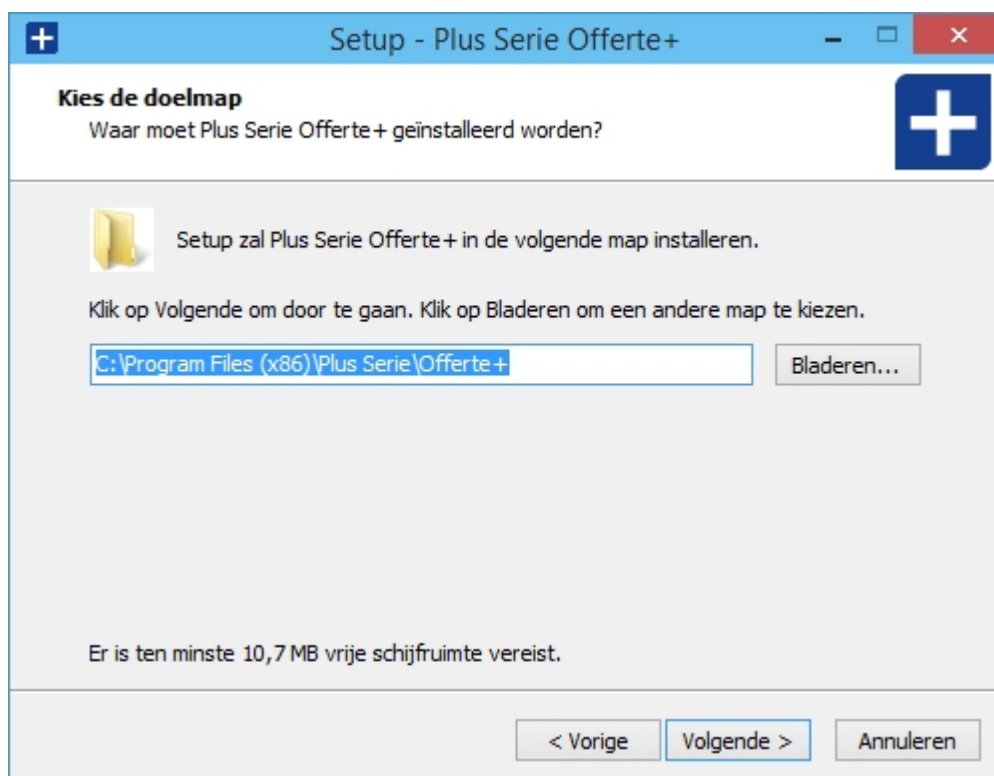 Setup - Plus Serie Offerte+
Kies de doelmap
Waar moet Plus Serie Offerte+ geïnstalleerd worden?
Setup zal Plus Serie Offerte+ in de volgende map installeren.
Klik op Volgende om door te gaan. Klik op Bladeren om een andere map te kiezen.
C:\Program Files (x86)\Plus Serie\Offerte+
Bladeren...
Er is ten minste 10,7 MB vrije schijfruimte vereist.
< Vorige
Volgende >
Annuleren